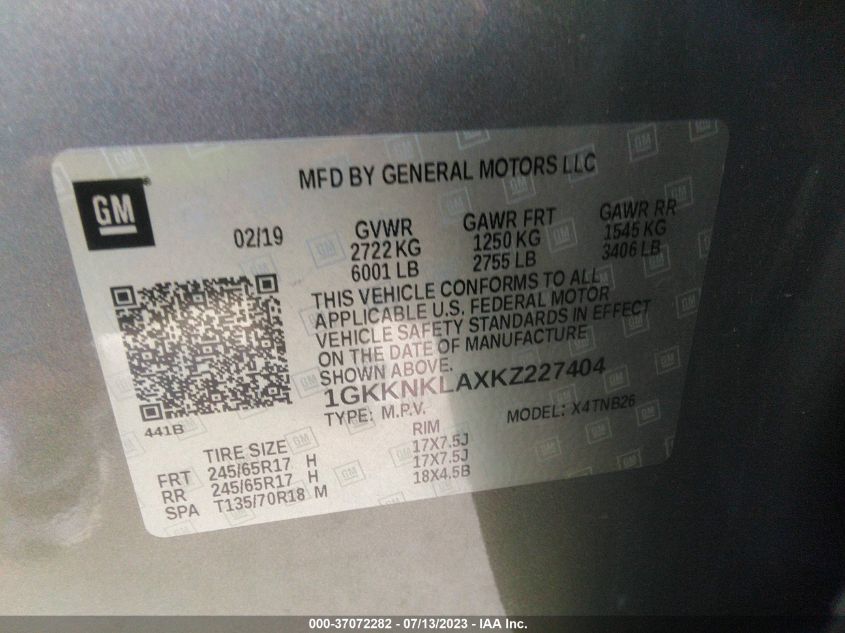 MFD BY GENERAL MOTORS LLC
GM
02/19
GVWR GAWR FRT GAWR RR
2722 KG 1250 KG 1545 KG
6001 LB 2755 LB 3406 LB
THIS VEHICLE CONFORMS TO ALL
APPLICABLE U.S. FEDERAL MOTOR
VEHICLE SAFETY STANDARDS IN EFFECT
ON THE DATE OF MANUFACTURE
SHOWN ABOVE.
1GKKNKLAXKZ227404
TYPE: M.P.V. MODEL: X4TNB26
441B
TIRE SIZE RIM
FRT 245/65R17 H 17X7.5J
RR 245/65R17 H 17X7.5J
SPA T135/70R18 M 18X4.5B
000-37072282 - 07/13/2023 - IAA Inc.